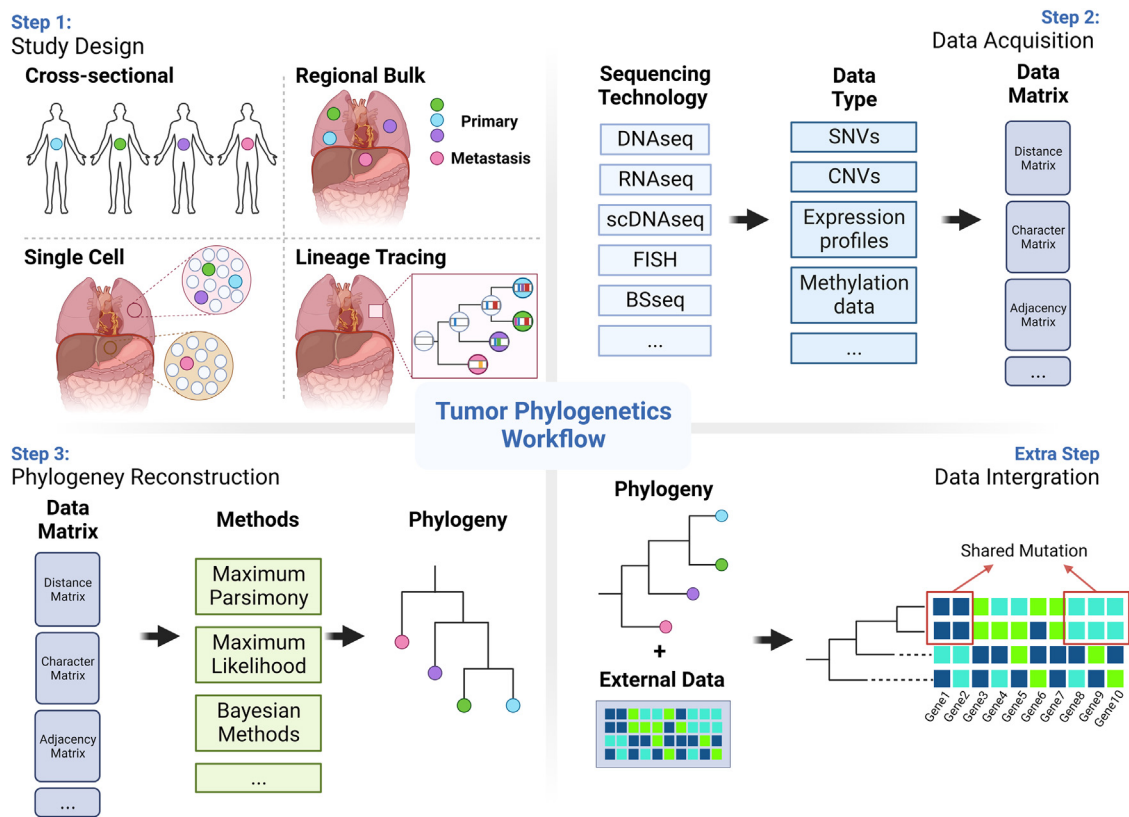 Step 1:
Study Design
Cross-sectional
Regional Bulk
Primary
Metastasis
Single Cell
Lineage Tracing
Step 2:
Data Acquisition
Sequencing
Technology
DNAseq
RNAseq
scDNAseq
FISH
BSseq
...
Data
Type
SNVs
CNVs
Expression
profiles
Methylation
data
...
Data
Matrix
Distance
Matrix
Character
Matrix
Adjacency
Matrix
...
Tumor Phylogenetics
Workflow
Step 3:
Phylogeney Reconstruction
Data
Matrix
Distance
Matrix
Character
Matrix
Adjacency
Matrix
...
Methods
Maximum
Parsimony
Maximum
Likelihood
Bayesian
Methods
...
Phylogeny
Extra Step
Data Intergration
Phylogeny
+
External Data
Shared Mutation
Gene1
Gene2
Gene3
Gene4
Gene5
Gene6
Gene7
Gene8
Gene9
Gene10